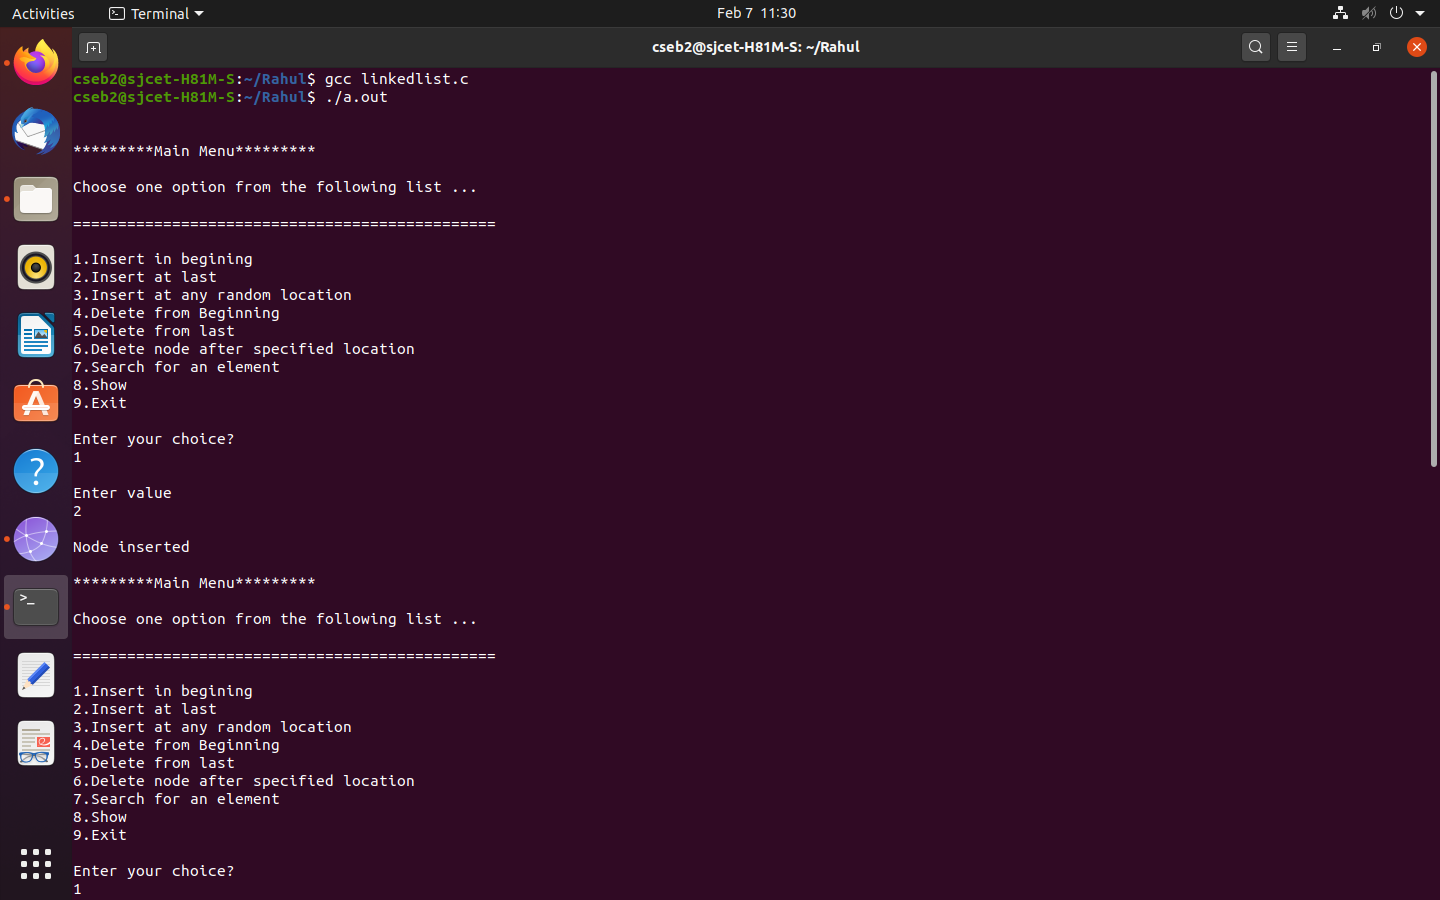 Activities
Terminal
Feb 7 11:30
cseb2@sjcet-H81M-S: ~/Rahul
cseb2@sjcet-H81M-S:~/Rahul$ gcc linkedlist.c
cseb2@sjcet-H81M-S:~/Rahul$ ./a.out
*********Main Menu*********
Choose one option from the following list ...
===============================================
1.Insert in begining
2.Insert at last
3.Insert at any random location
4.Delete from Beginning
5.Delete from last
6.Delete node after specified location
7.Search for an element
8.Show
9.Exit
Enter your choice?
1
Enter value
2
Node inserted
*********Main Menu*********
Choose one option from the following list ...
===============================================
1.Insert in begining
2.Insert at last
3.Insert at any random location
4.Delete from Beginning
5.Delete from last
6.Delete node after specified location
7.Search for an element
8.Show
9.Exit
Enter your choice?
1